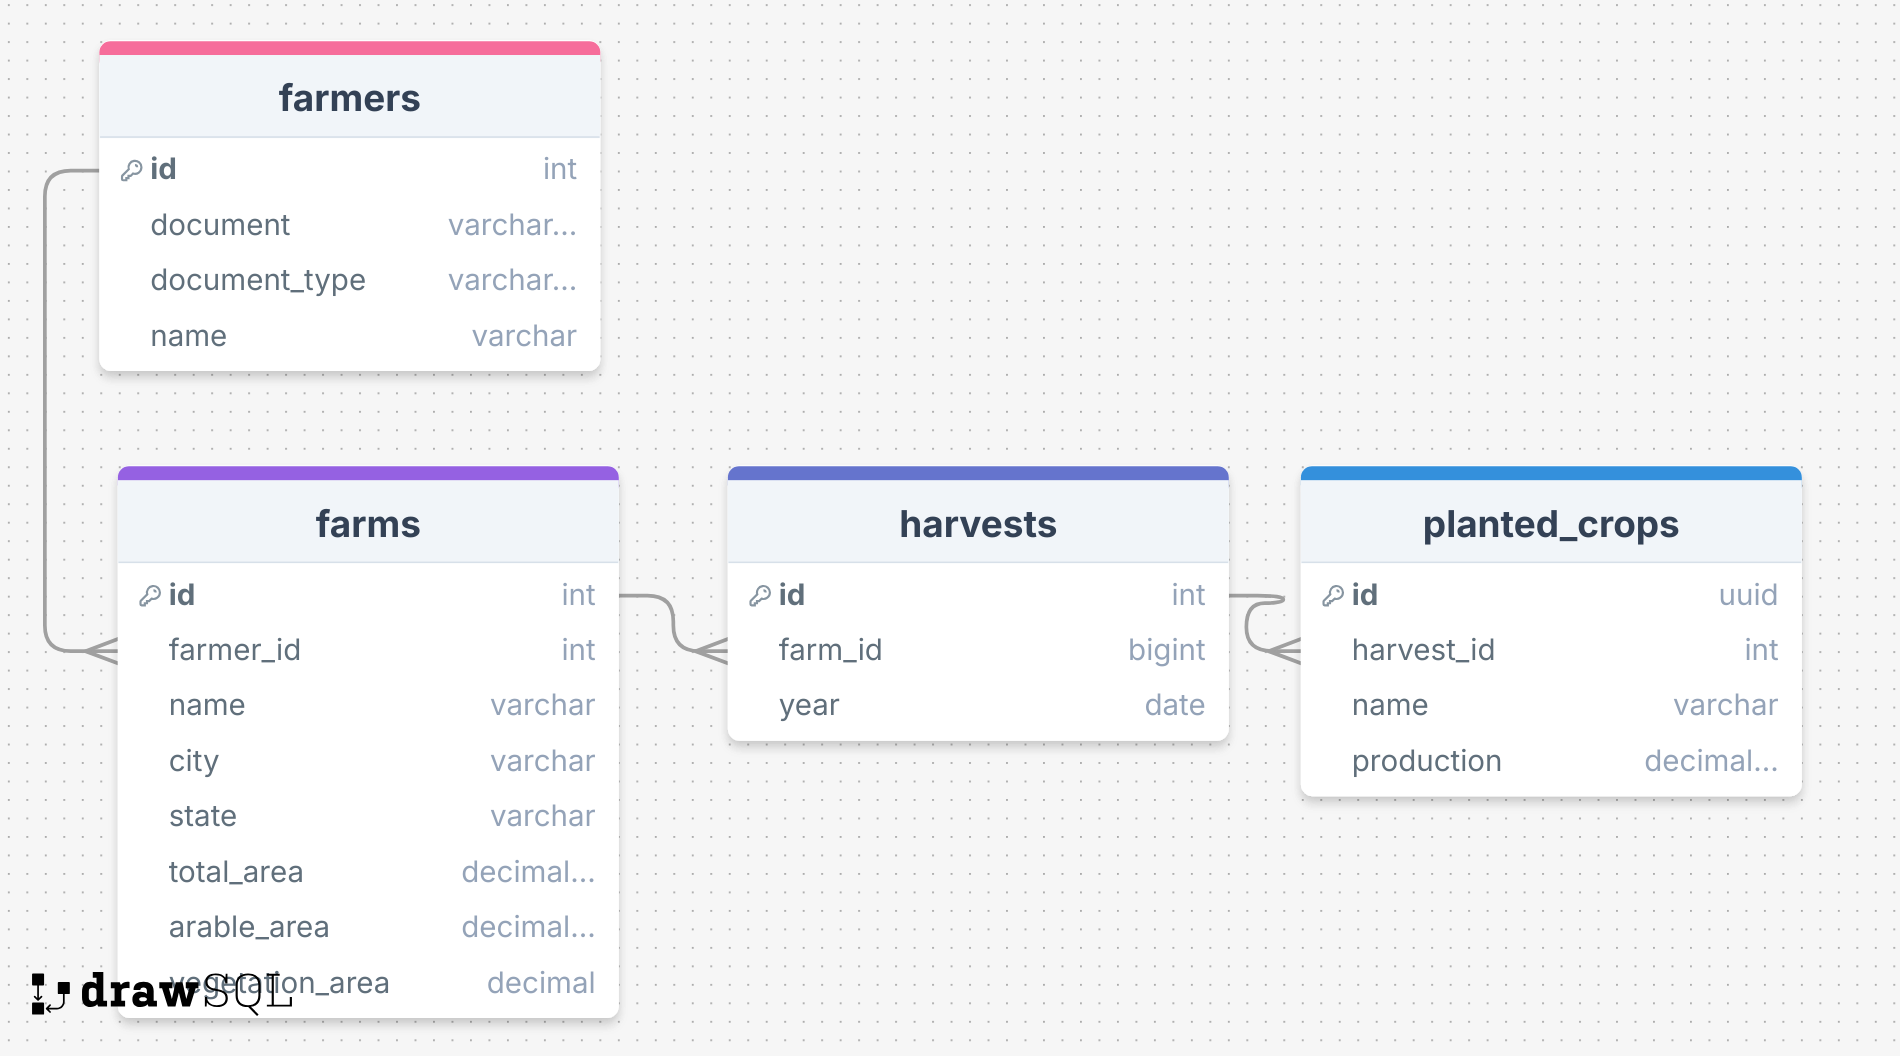 farmers
id int
document varchar...
document_type varchar...
name varchar
farms
id int
farmer_id int
name varchar
city varchar
state varchar
total_area decimal...
arable_area decimal...
vegetation_area decimal
harvests
id int
farm_id bigint
year date
planted_crops
id uuid
harvest_id int
name varchar
production decimal...
drawSQL